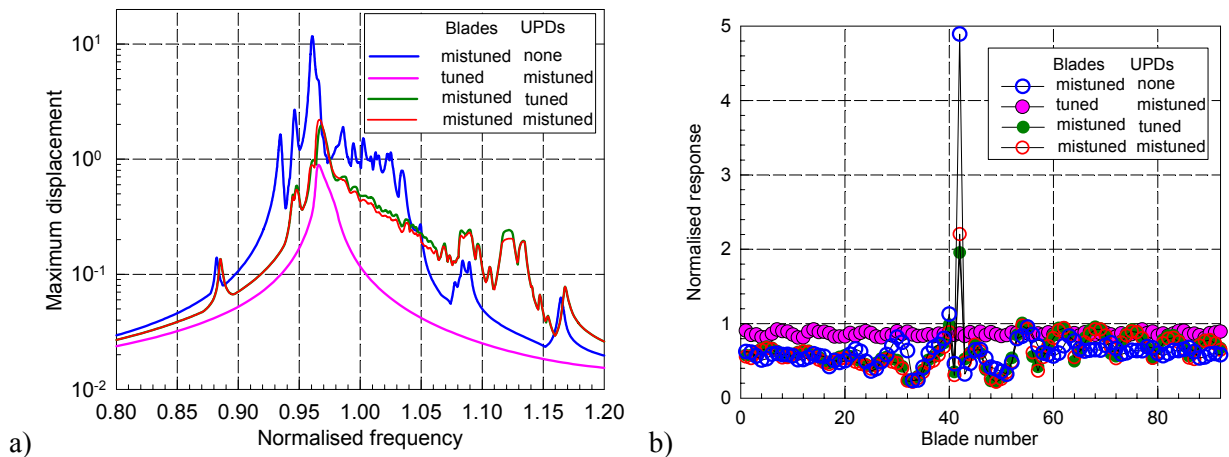 Maximum displacement
10^1
10^0
10^-1
10^-2
Blades UPDs
mistuned none
tuned mistuned
mistuned tuned
mistuned mistuned
0.80 0.85 0.90 0.95 1.00 1.05 1.10 1.15 1.20
Normalised frequency
a)
Normalised response
5
4
3
2
1
0
Blades UPDs
mistuned none
tuned mistuned
mistuned tuned
mistuned mistuned
0 20 40 60 80
Blade number
b)